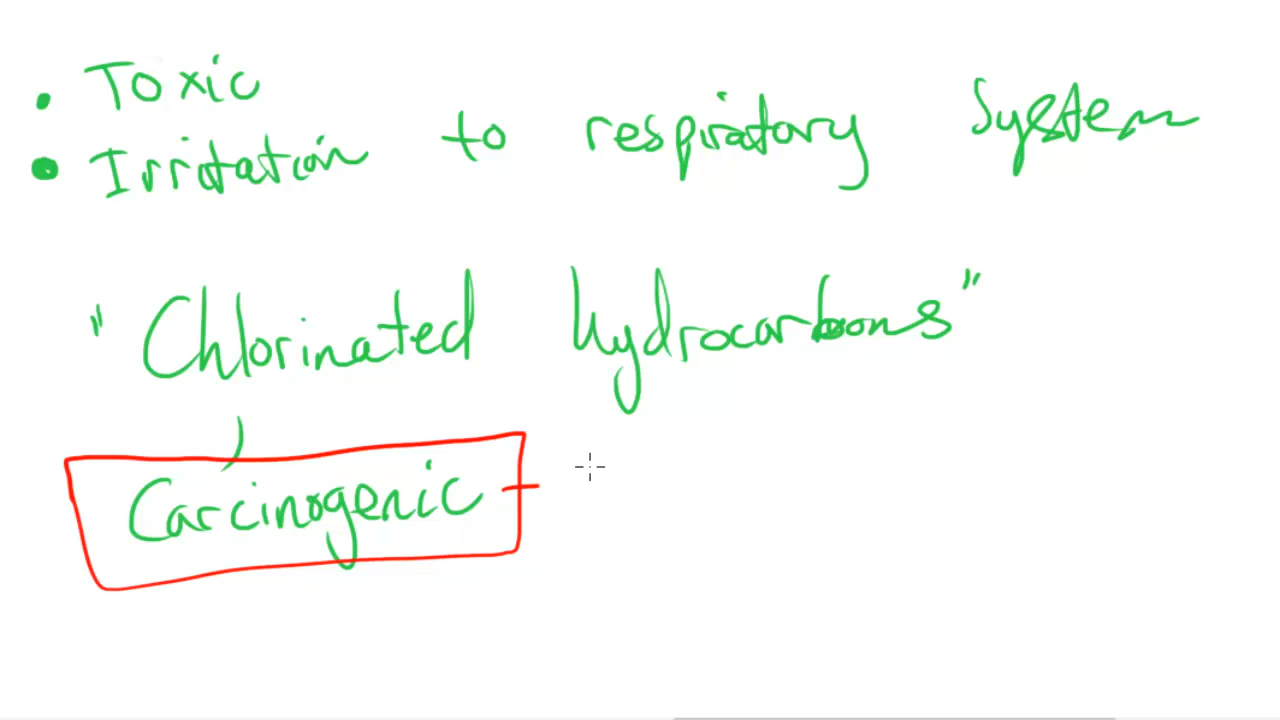 • Toxic
• Irritation to respiratory system
"Chlorinated hydrocarbons"
Carcinogenic -